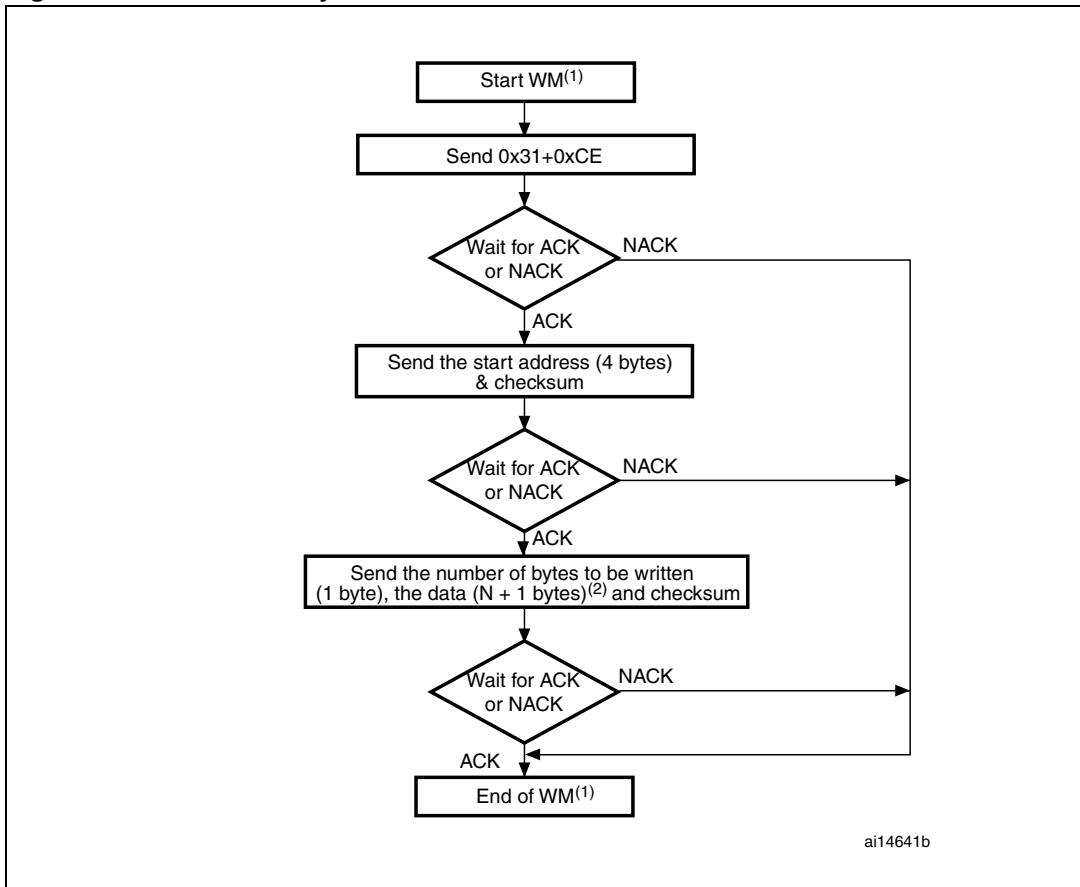 Start WM(1)
Send 0x31+0xCE
Wait for ACK
or NACK
NACK
ACK
Send the start address (4 bytes)
& checksum
Wait for ACK
or NACK
NACK
ACK
Send the number of bytes to be written
(1 byte), the data (N + 1 bytes)(2) and checksum
Wait for ACK
or NACK
NACK
ACK
End of WM(1)
ai14641b